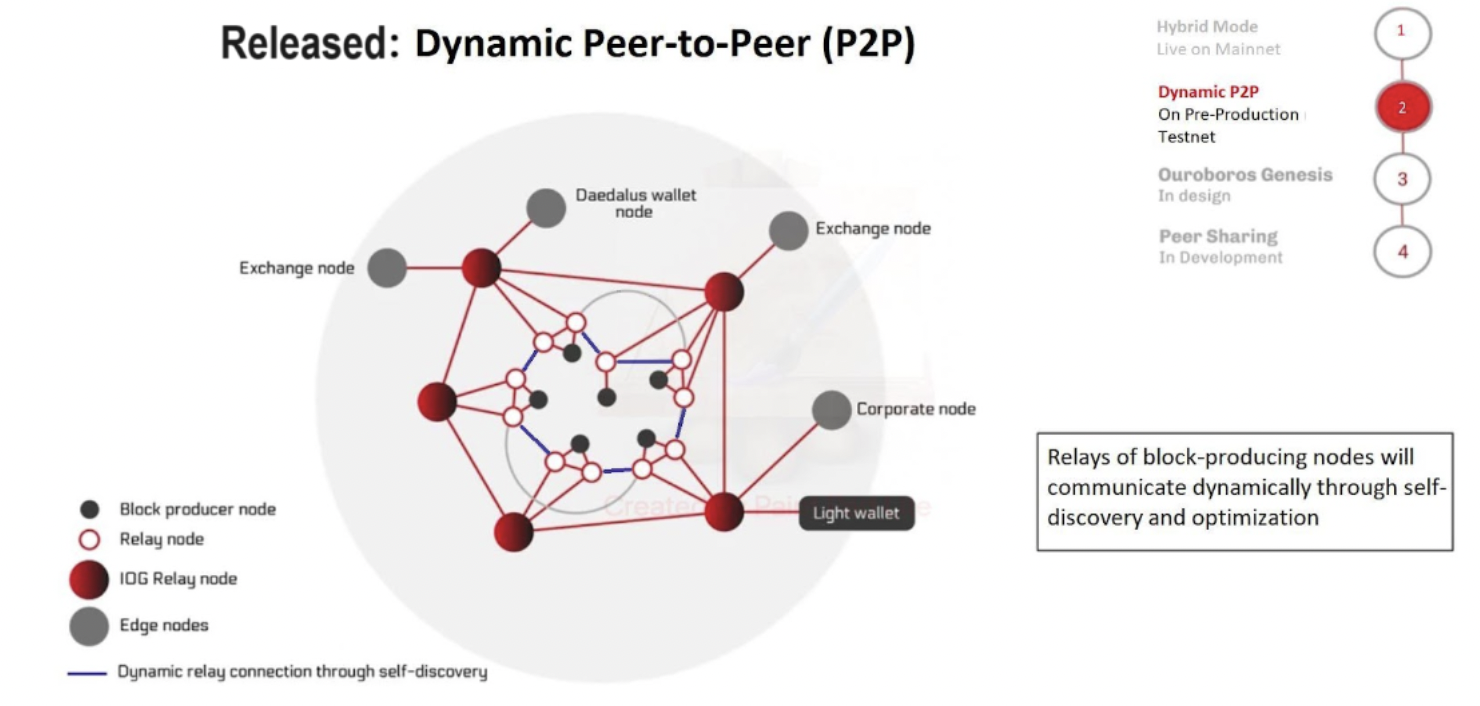 Released: Dynamic Peer-to-Peer (P2P)
Hybrid Mode
Live on Mainnet
1
Dynamic P2P
On Pre-Production
Testnet
2
Ouroboros Genesis
In design
3
Peer Sharing
In Development
4
Daedalus wallet
node
Exchange node
Exchange node
Corporate node
Light wallet
Relays of block-producing nodes will
communicate dynamically through self-
discovery and optimization
Block producer node
Relay node
IOG Relay node
Edge nodes
Dynamic relay connection through self-discovery